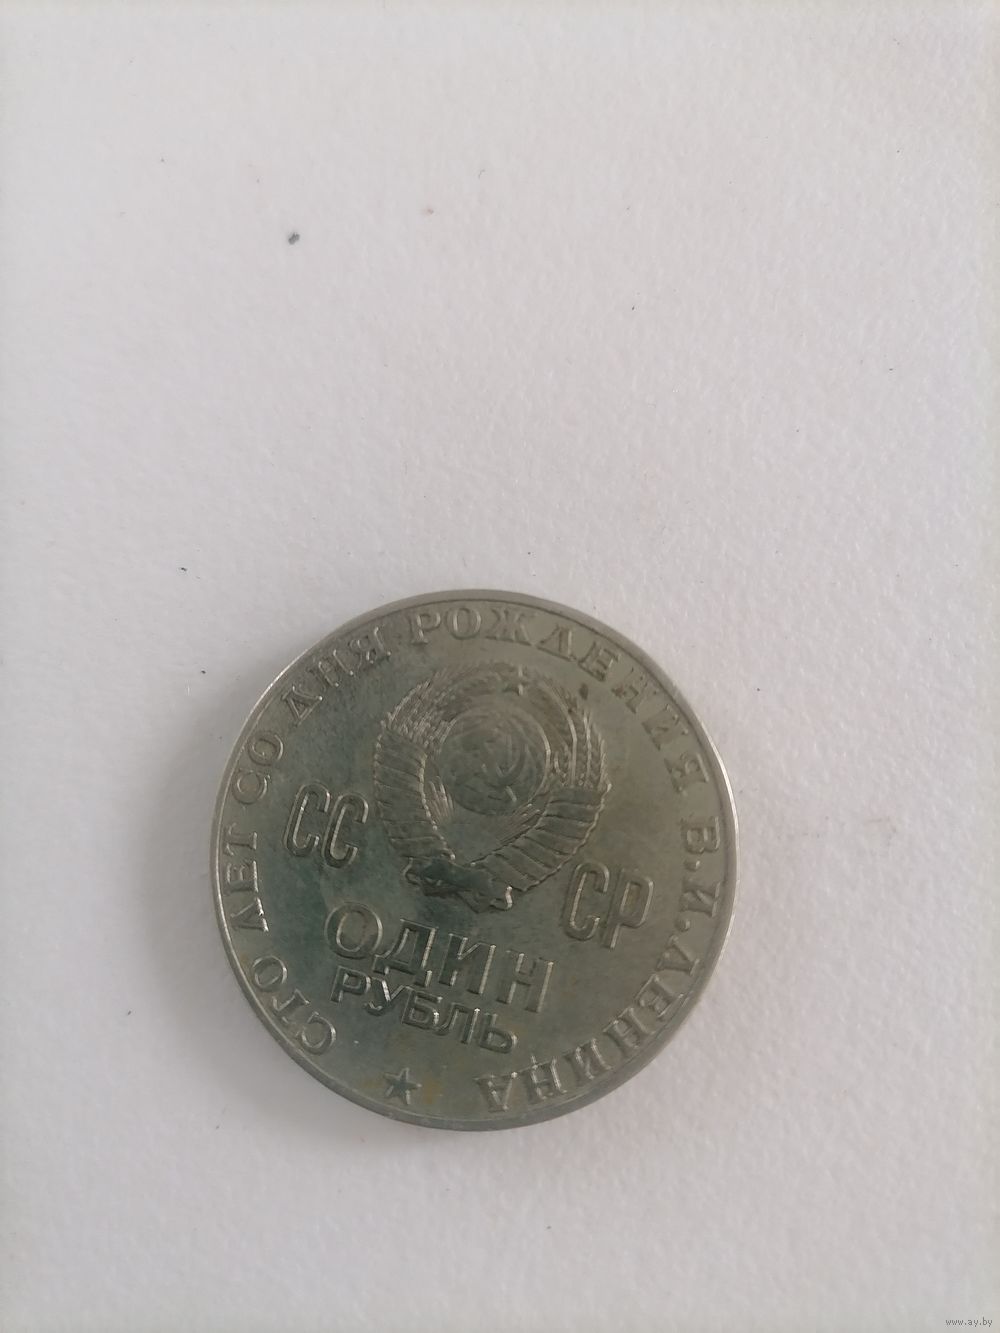 СТО ЛЕТ СО ДНЯ РОЖДЕНИЯ В.И.ЛЕНИНА
СС СР
ОДИН
РУБЛЬ
www.ay.by